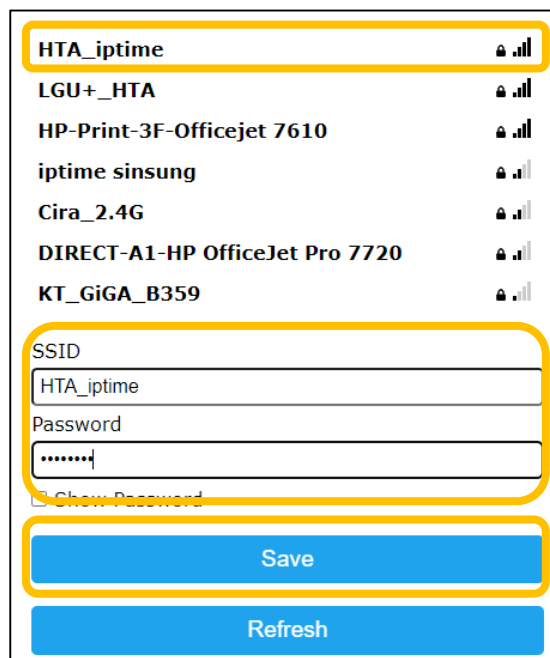 HTA_iptime
LGU+_HTA
HP-Print-3F-Officejet 7610
iptime sinsung
Cira_2.4G
DIRECT-A1-HP OfficeJet Pro 7720
KT_GiGA_B359
SSID
HTA_iptime
Password
••••••••
Show Password
Save
Refresh